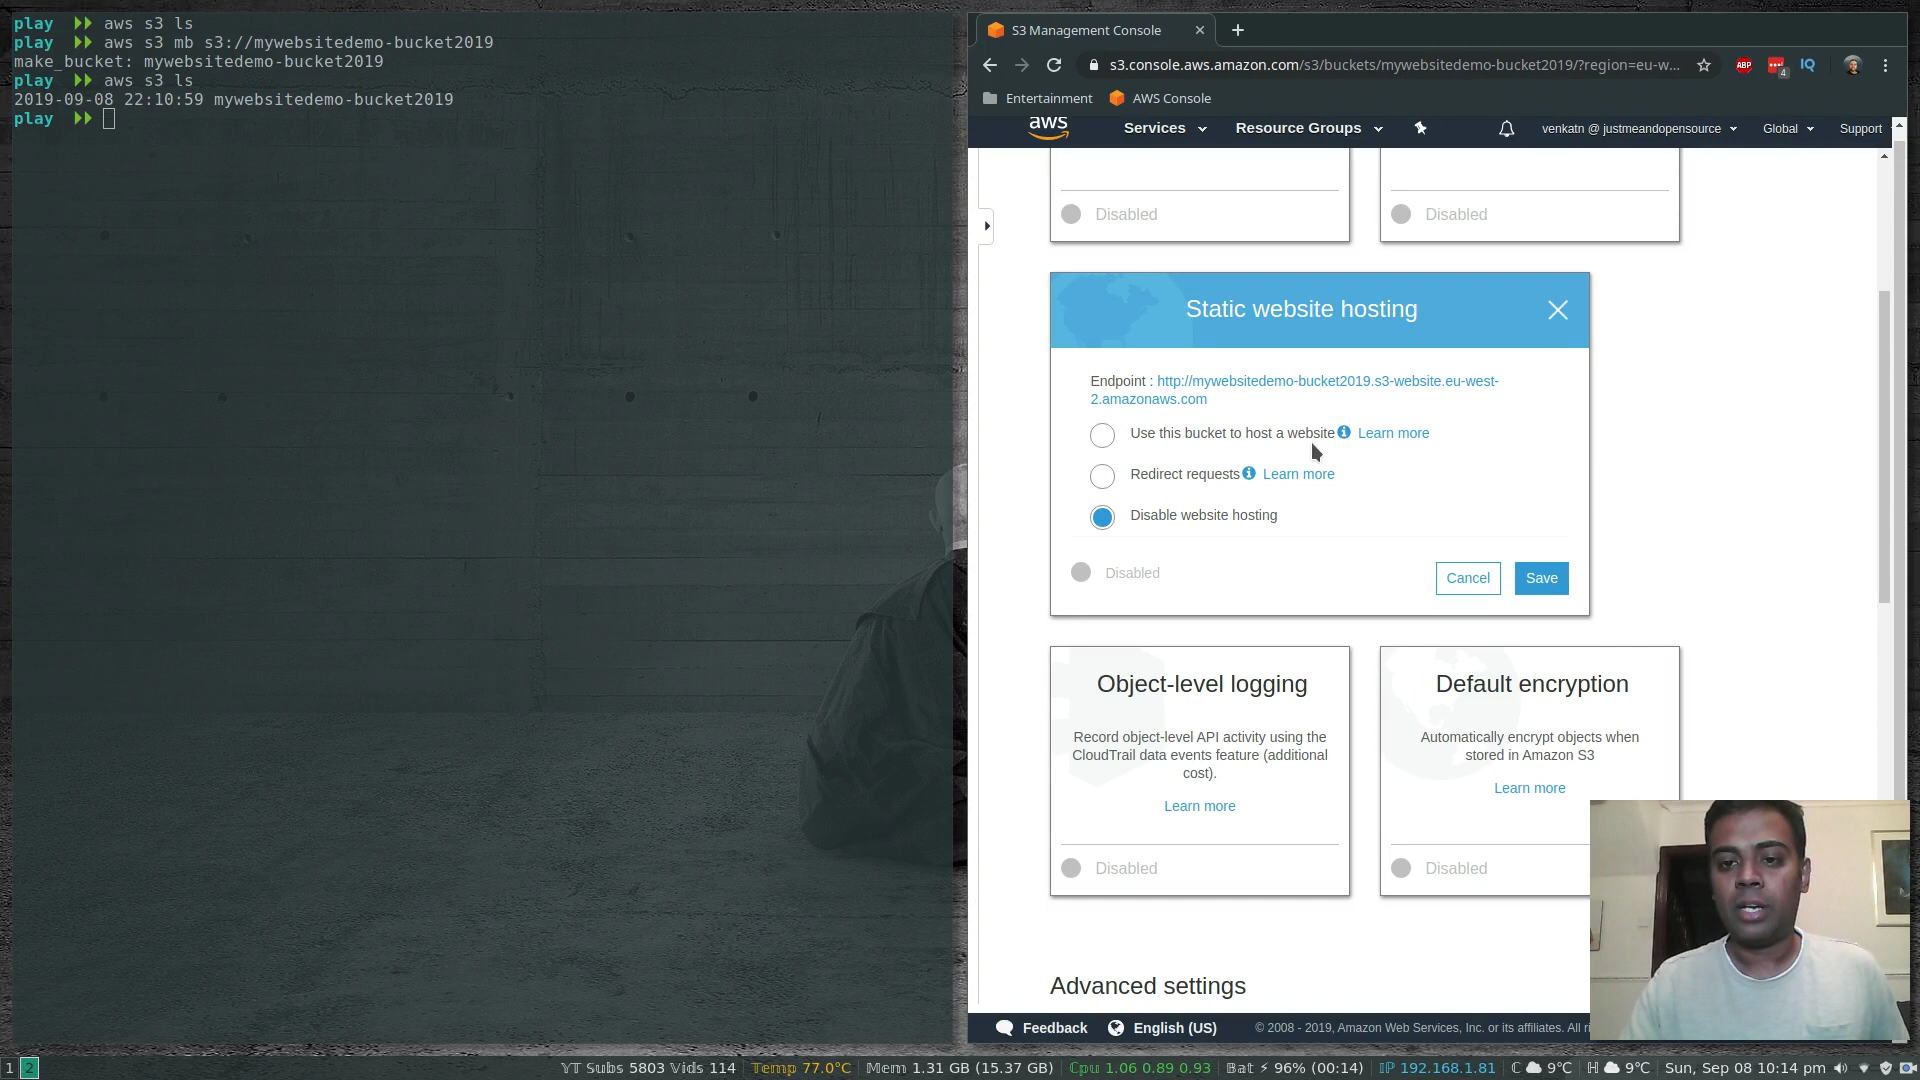 play aws s3 ls
play aws s3 mb s3://mywebsitedemo-bucket2019
make_bucket: mywebsitedemo-bucket2019
play aws s3 ls
2019-09-08 22:10:59 mywebsitedemo-bucket2019
play
S3 Management Console
s3.console.aws.amazon.com/s3/buckets/mywebsitedemo-bucket2019/?region=eu-w...
ABP
4
IQ
Entertainment
AWS Console
aws
Services
Resource Groups
venkatn @ justmeandopensource
Global
Support
Disabled
Disabled
Static website hosting
Endpoint : http://mywebsitedemo-bucket2019.s3-website.eu-west-
2.amazonaws.com
Use this bucket to host a website Learn more
Redirect requests Learn more
Disable website hosting
Disabled
Cancel
Save
Object-level logging
Record object-level API activity using the
CloudTrail data events feature (additional
cost).
Learn more
Disabled
Default encryption
Automatically encrypt objects when
stored in Amazon S3
Learn more
Disabled
Advanced settings
Feedback
English (US)
© 2008 - 2019, Amazon Web Services, Inc. or its affiliates. All ri
1 2
YT Subs 5803 Vids 114
Temp 77.0°C
Mem 1.31 GB (15.37 GB)
Cpu 1.06 0.89 0.93
Bat 96% (00:14)
IP 192.168.1.81
C 9°C
H 9°C
Sun, Sep 08 10:14 pm